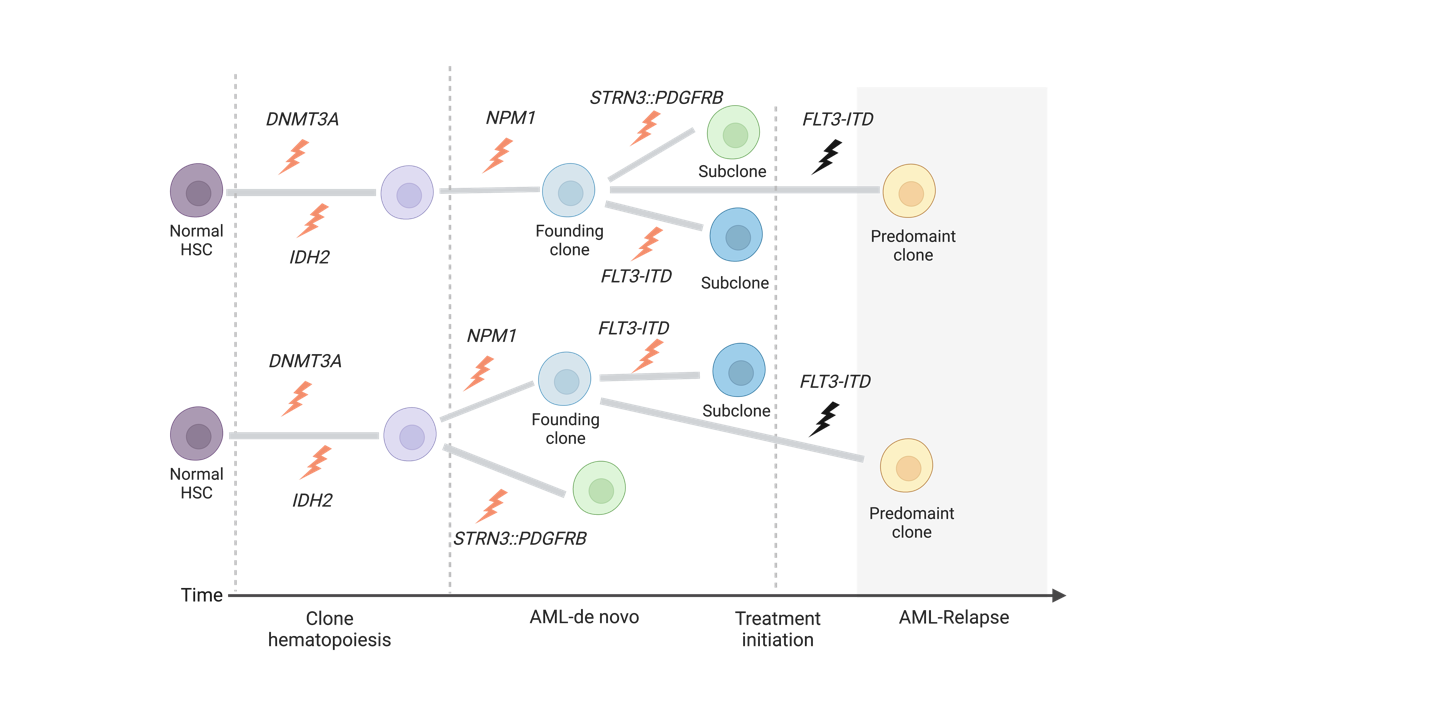 STRN3::PDGFRB
DNMT3A
NPM1
FLT3-ITD
Subclone
Normal
HSC
Founding
clone
Predomaint
clone
IDH2
FLT3-ITD
Subclone
NPM1
FLT3-ITD
DNMT3A
FLT3-ITD
Subclone
Founding
clone
Normal
HSC
IDH2
Predomaint
clone
STRN3::PDGFRB
Time
Clone
hematopoiesis
AML-de novo
Treatment
initiation
AML-Relapse